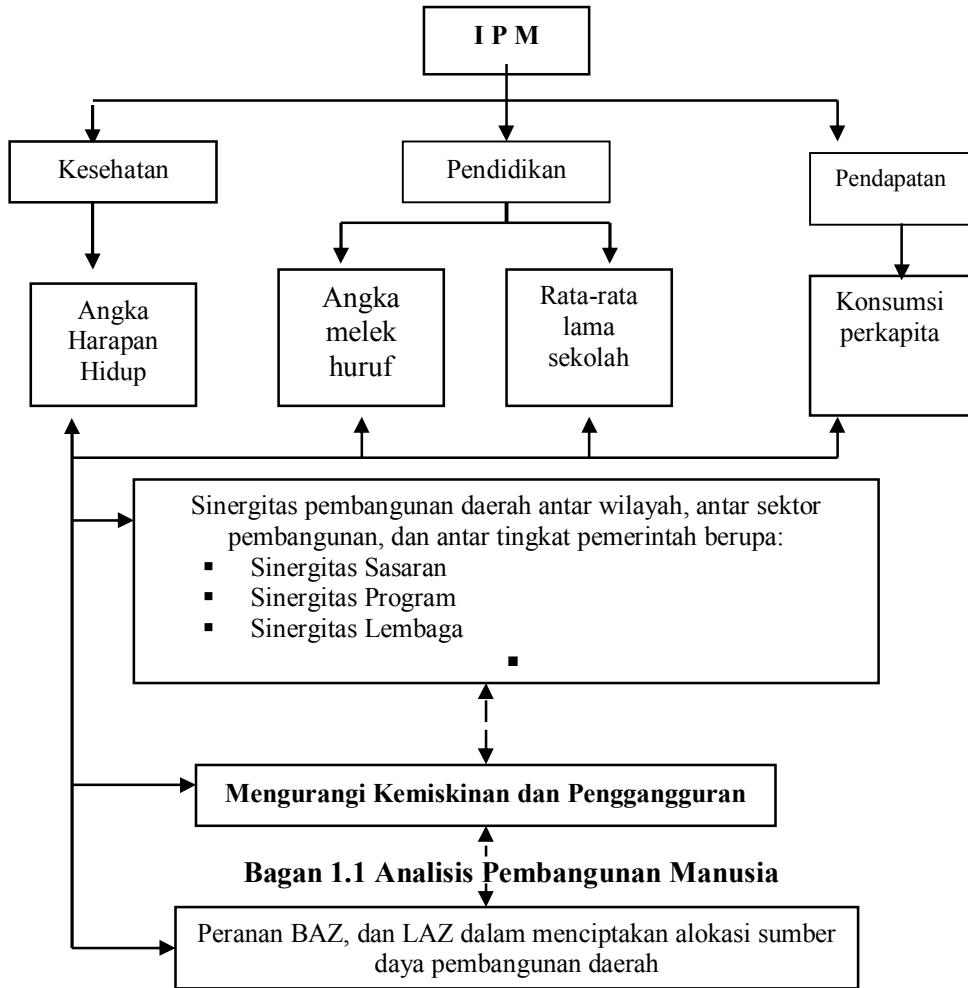 I P M
Kesehatan
Pendidikan
Pendapatan
Angka
Harapan
Hidup
Angka
melek
huruf
Rata-rata
lama
sekolah
Konsumsi
perkapita
Sinergitas pembangunan daerah antar wilayah, antar sektor
pembangunan, dan antar tingkat pemerintah berupa:
▪ Sinergitas Sasaran
▪ Sinergitas Program
▪ Sinergitas Lembaga
▪
Mengurangi Kemiskinan dan Penggangguran
Bagan 1.1 Analisis Pembangunan Manusia
Peranan BAZ, dan LAZ dalam menciptakan alokasi sumber
daya pembangunan daerah